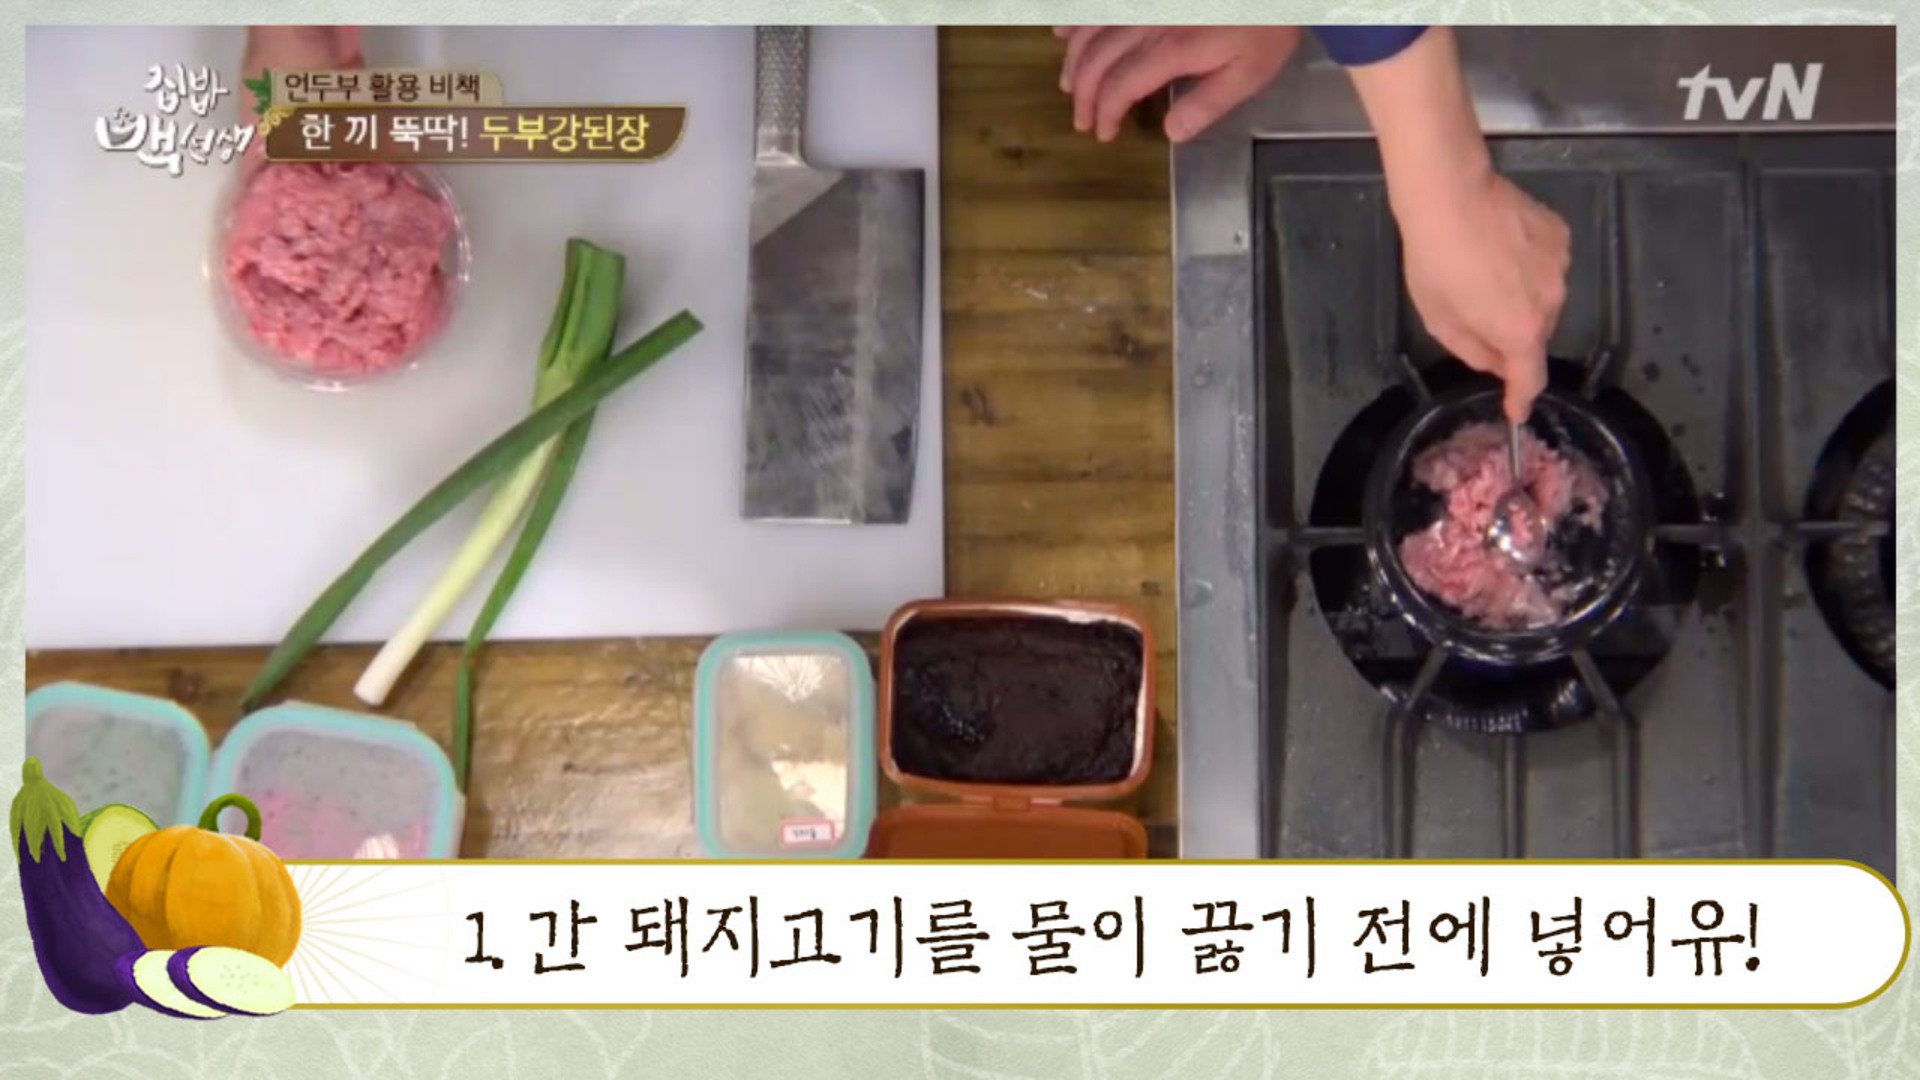 집밥
백선생
언두부 활용 비책
한 끼 뚝딱! 두부강된장
tvN
1. 간 돼지고기를 물이 끓기 전에 넣어유!